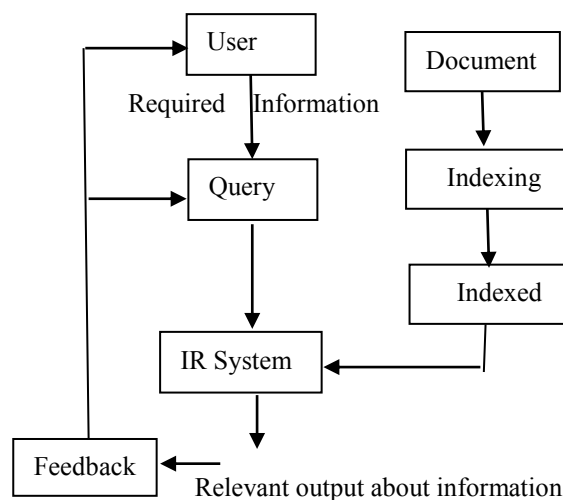 User
Document
Required Information
Indexing
Query
Indexed
IR System
Feedback
Relevant output about information